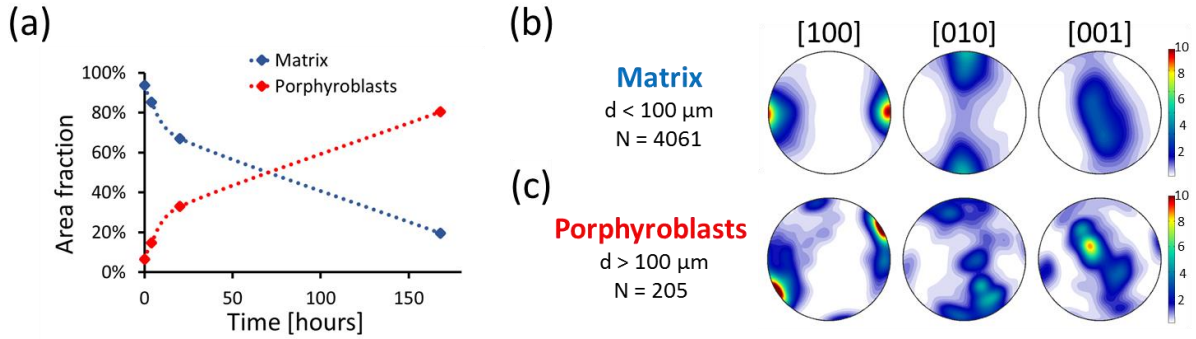 (a)
Matrix
Porphyroblasts
100%
80%
60%
40%
20%
0%
Area fraction
0
50
100
150
Time [hours]
(b)
[100]
[010]
[001]
Matrix
d < 100 μm
N = 4061
10
8
6
4
2
(c)
Porphyroblasts
d > 100 μm
N = 205
10
8
6
4
2